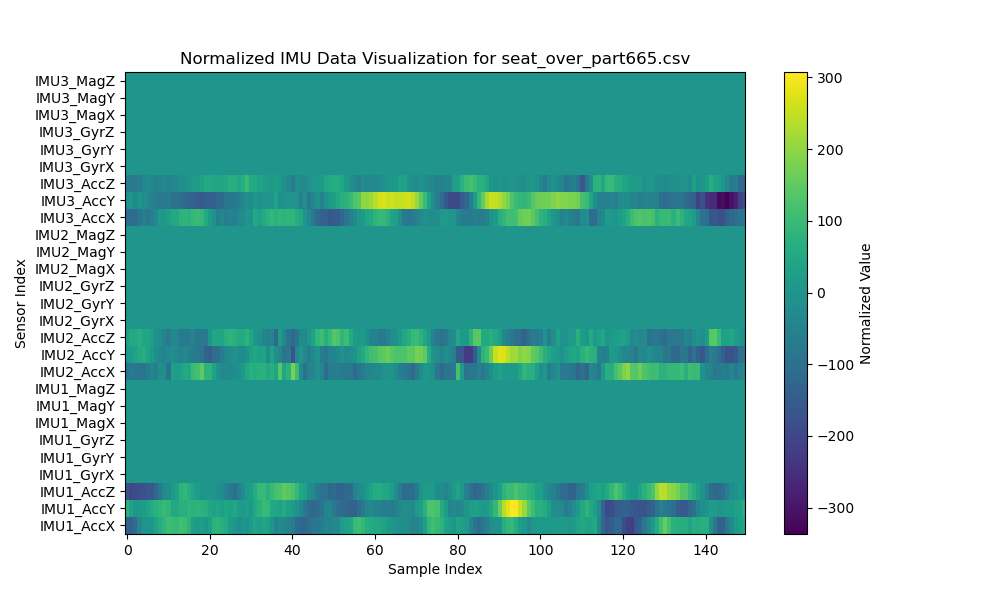 Normalized IMU Data Visualization for seat_over_part665.csv
IMU3_MagZ
IMU3_MagY
IMU3_MagX
IMU3_GyrZ
IMU3_GyrY
IMU3_GyrX
IMU3_AccZ
IMU3_AccY
IMU3_AccX
IMU2_MagZ
IMU2_MagY
IMU2_MagX
IMU2_GyrZ
IMU2_GyrY
IMU2_GyrX
IMU2_AccZ
IMU2_AccY
IMU2_AccX
IMU1_MagZ
IMU1_MagY
IMU1_MagX
IMU1_GyrZ
IMU1_GyrY
IMU1_GyrX
IMU1_AccZ
IMU1_AccY
IMU1_AccX
Sensor Index
0 20 40 60 80 100 120 140
Sample Index
300
200
100
0
−100
−200
−300
Normalized Value